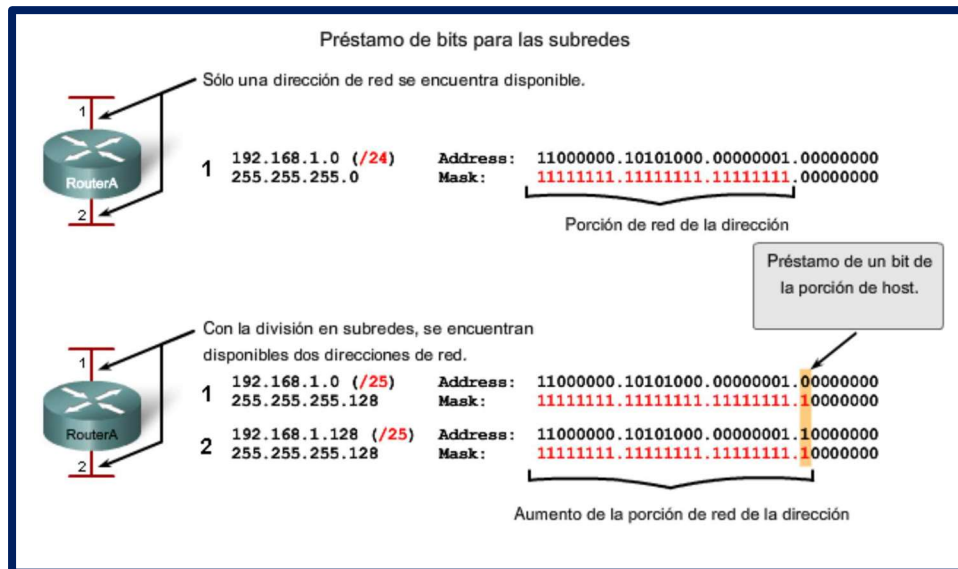 Préstamo de bits para las subredes
Sólo una dirección de red se encuentra disponible.
1
RouterA
2
1
192.168.1.0 (/24) Address: 11000000.10101000.00000001.00000000
255.255.255.0 Mask: 11111111.11111111.11111111.00000000
Porción de red de la dirección
Préstamo de un bit de
la porción de host.
Con la división en subredes, se encuentran
disponibles dos direcciones de red.
1
RouterA
2
1
192.168.1.0 (/25) Address: 11000000.10101000.00000001.00000000
255.255.255.128 Mask: 11111111.11111111.11111111.10000000
2
192.168.1.128 (/25) Address: 11000000.10101000.00000001.10000000
255.255.255.128 Mask: 11111111.11111111.11111111.10000000
Aumento de la porción de red de la dirección